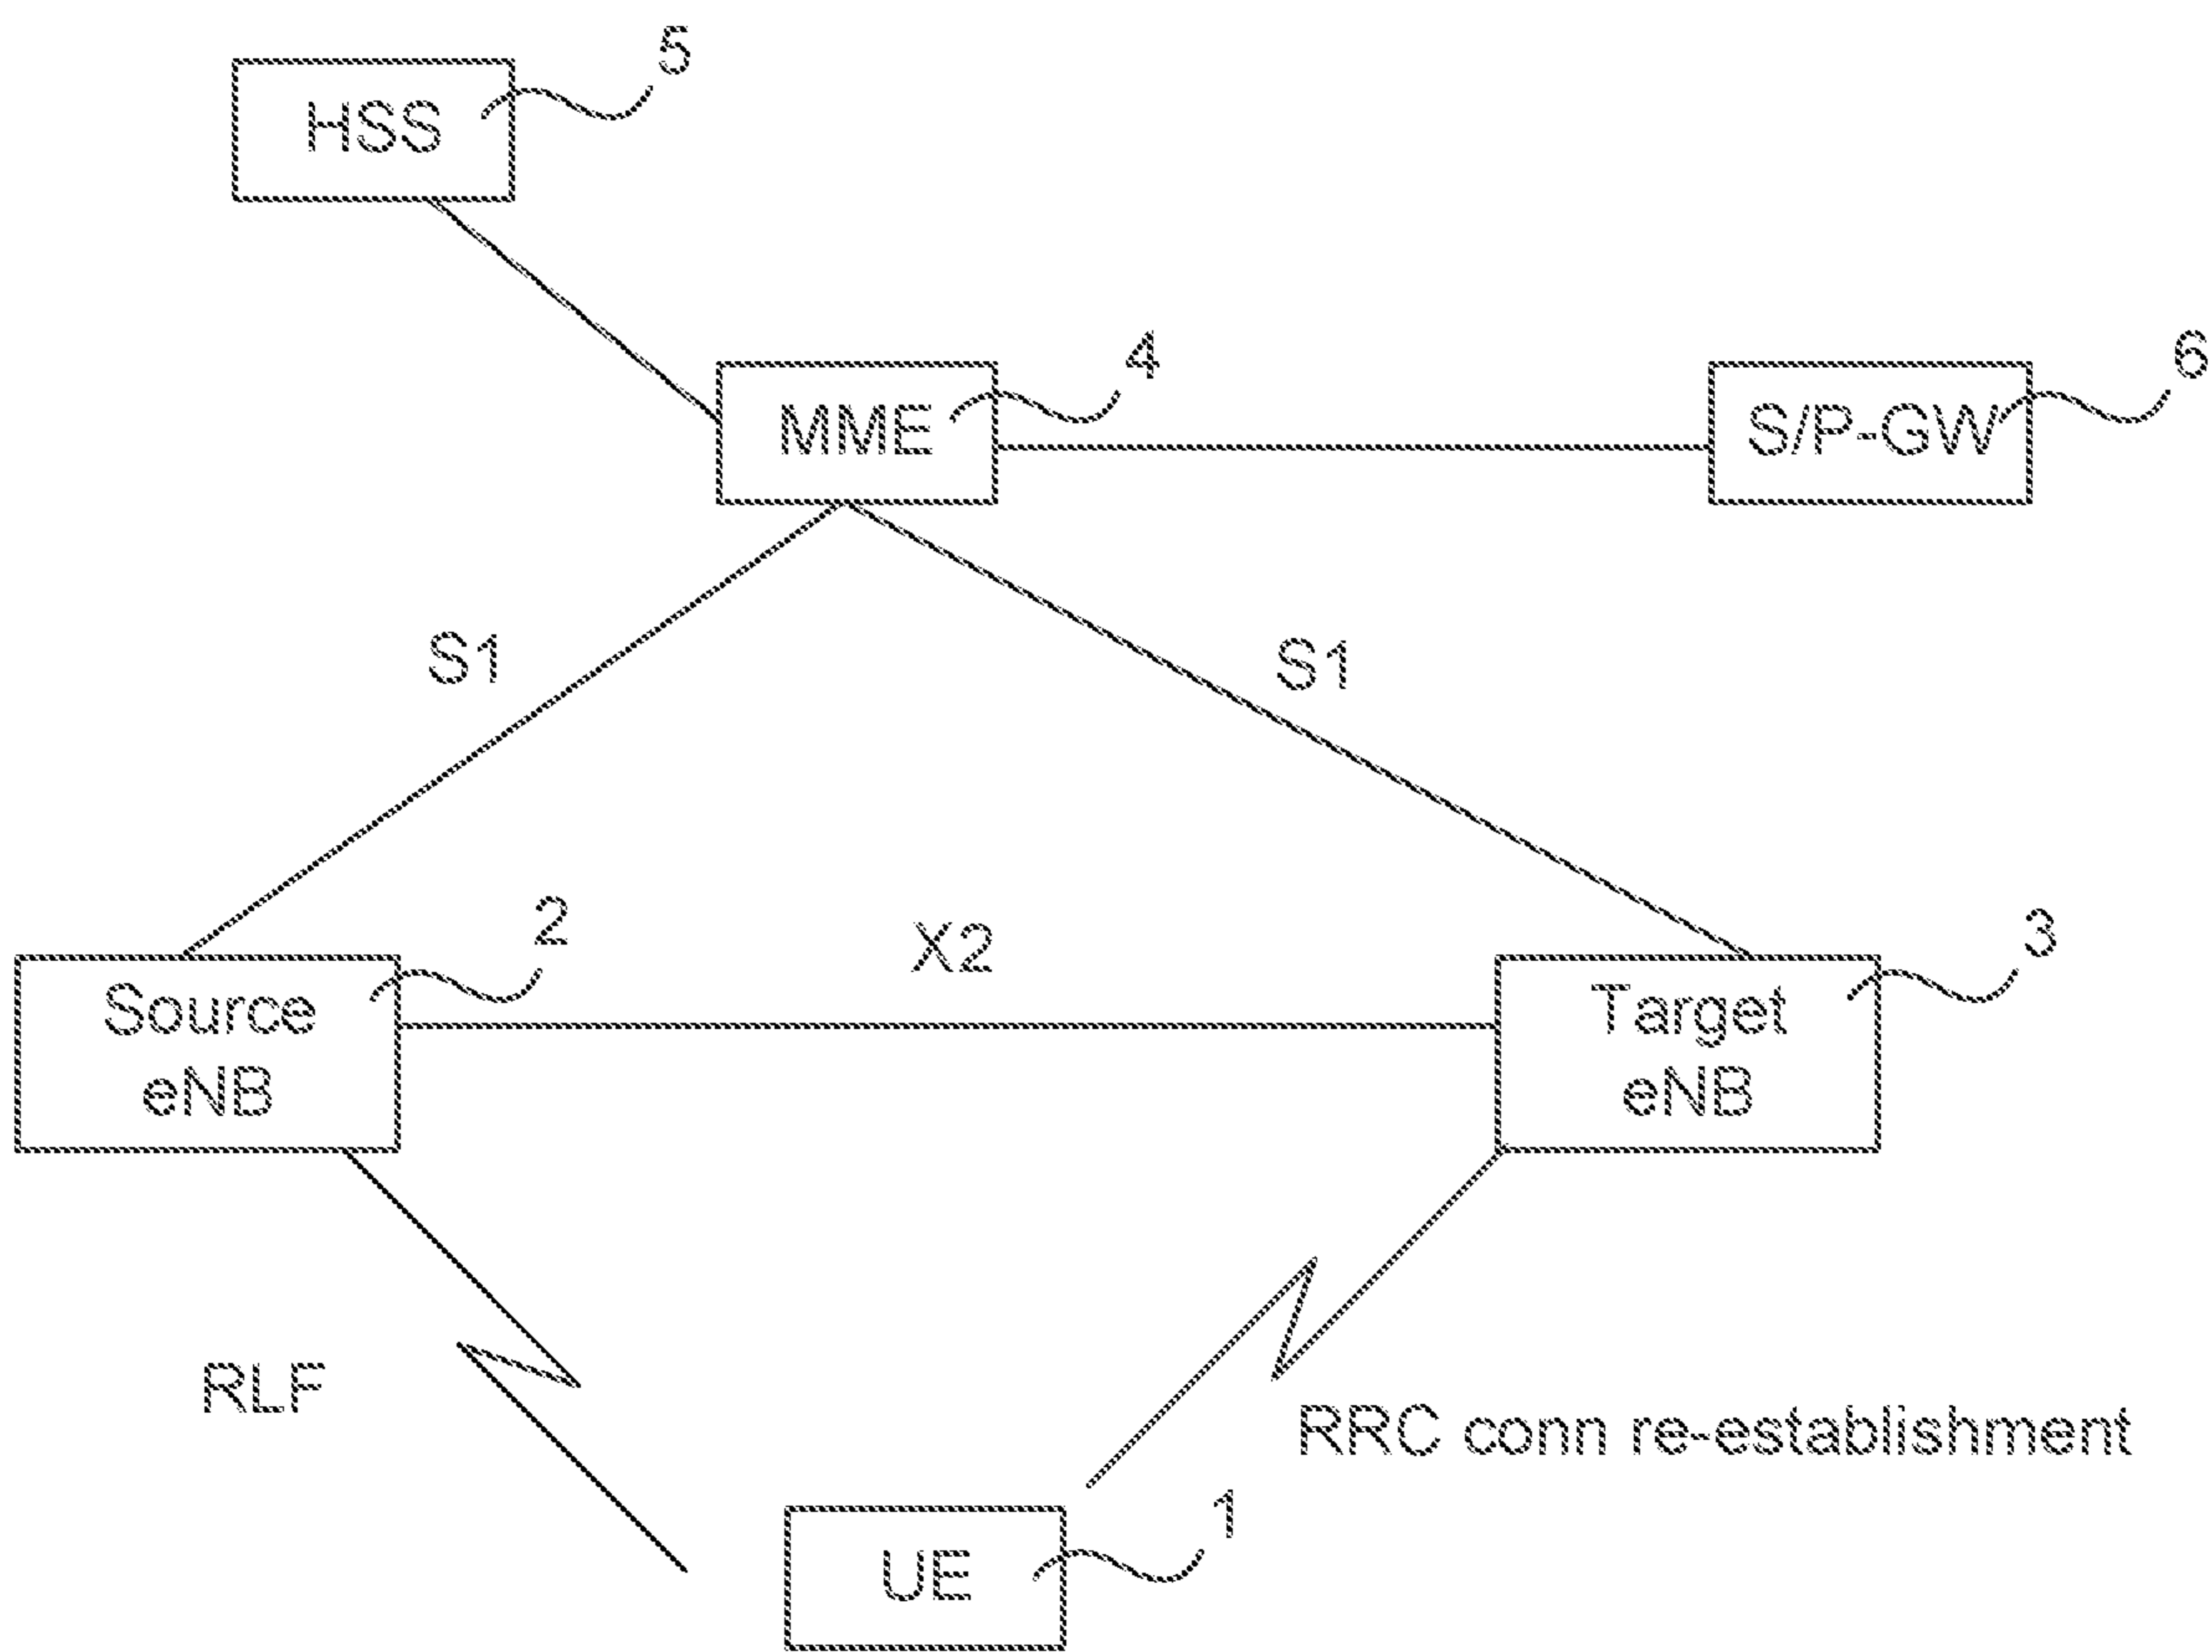 5
HSS
4
6
MME
S/P-GW
S1
S1
2
X2
3
Source
eNB
Target
eNB
RLF
RRC conn re-establishment
1
UE